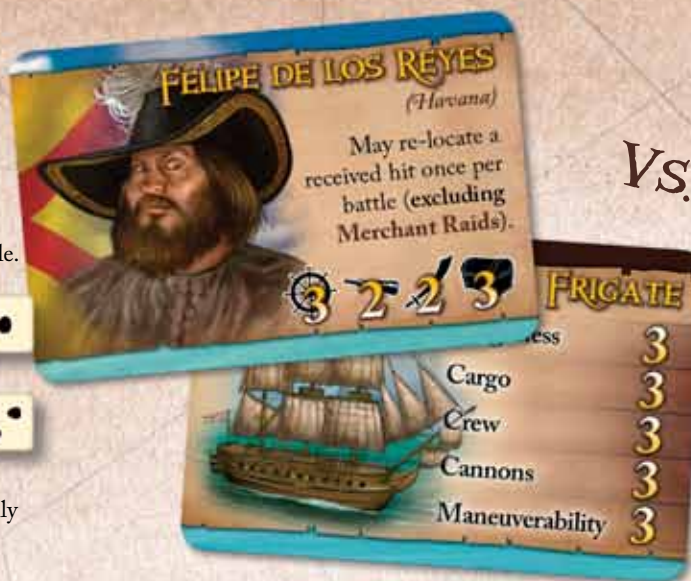 FELIPE DE LOS REYES
(Havana)
May re-locate a
received hit once per
battle (excluding
Merchant Raids).
3 2 2 3
Vs.
FRIGATE
3
Cargo 3
Crew 3
Cannons 3
Maneuverability 3